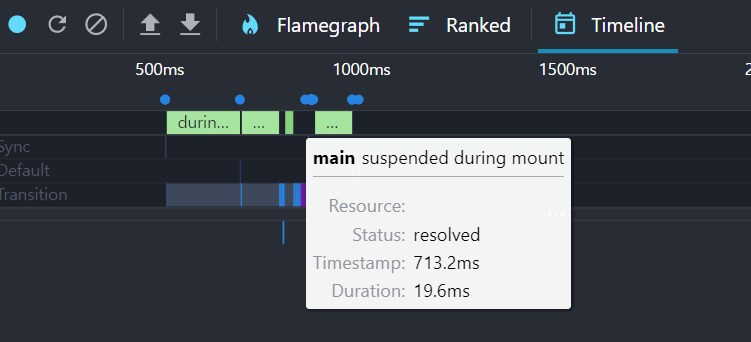 Flamegraph Ranked Timeline
500ms 1000ms 1500ms 2
durin... ... ...
Sync
Default
Transition
main suspended during mount
Resource:
Status: resolved
Timestamp: 713.2ms
Duration: 19.6ms